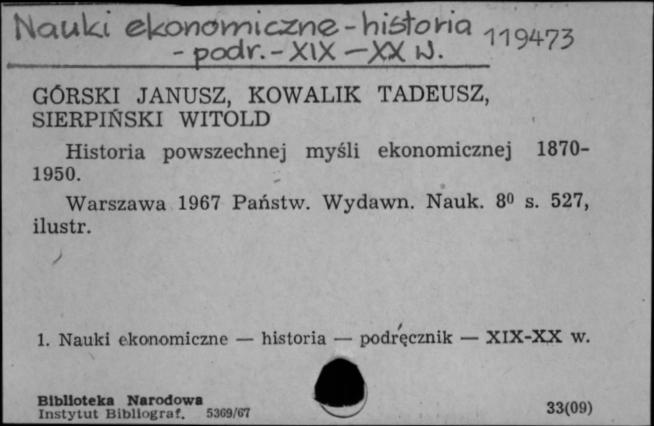 Nauki ekonomiczne - historia 119473
- podr. - XIX - XX w.
GÓRSKI JANUSZ, KOWALIK TADEUSZ,
SIERPIŃSKI WITOLD
Historia powszechnej myśli ekonomicznej 1870-
1950.
Warszawa 1967 Państw. Wydawn. Nauk. 8⁰ s. 527,
ilustr.
1. Nauki ekonomiczne — historia — podręcznik — XIX-XX w.
Biblioteka Narodowa
Instytut Bibliograf. 5369/67 33(09)